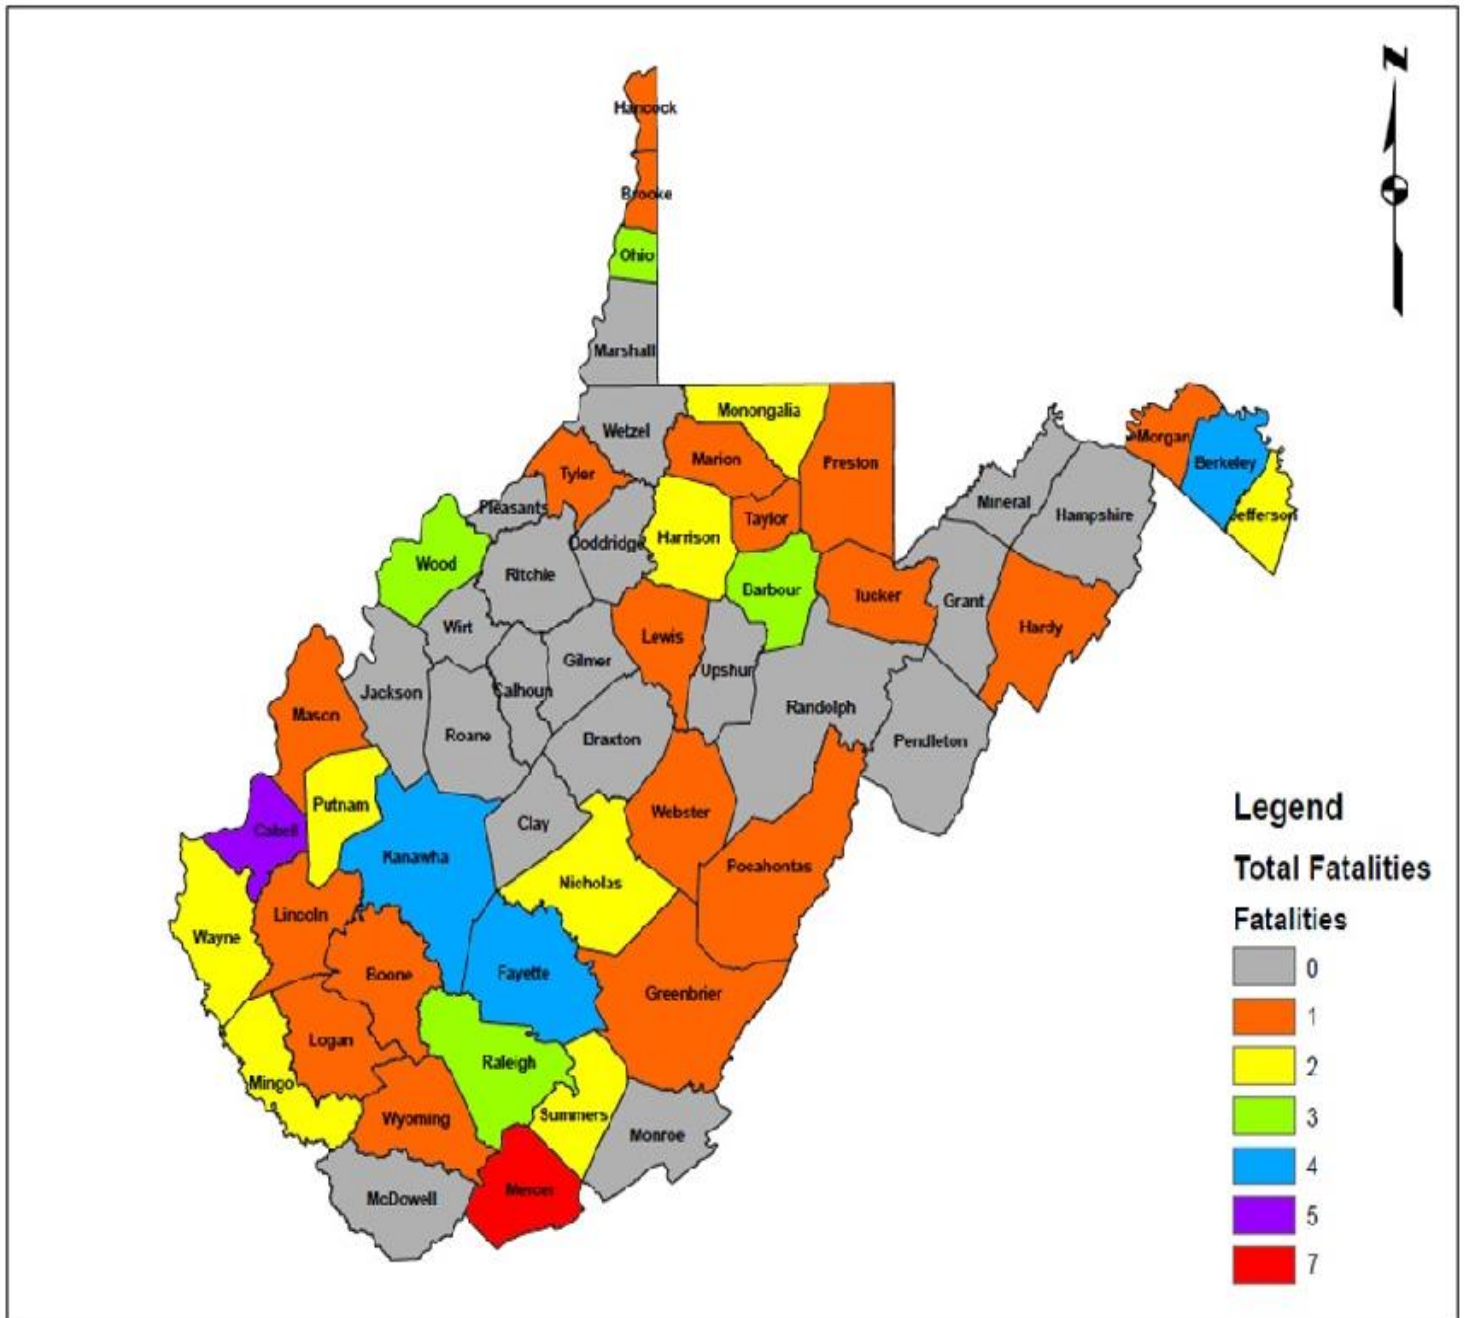 N
Hancock
Brooke
Ohio
Marshall
Monongalia
Wetzel
Morgan
Marion
Preston
Berkeley
Tyler
Mineral
Pleasants
Hampshire
Jefferson
Taylor
Harrison
Doddridge
Wood
Ritchie
Barbour
Tucker
Grant
Wirt
Hardy
Lewis
Gilmer
Upshur
Jackson
Calhoun
Randolph
Mason
Roane
Braxton
Pendleton
Putnam
Webster
Legend
Clay
Cabell
Kanawha
Pocahontas
Total Fatalities
Nicholas
Lincoln
Fatalities
Wayne
0
Boone
Fayette
Greenbrier
1
Logan
Raleigh
2
Mingo
Wyoming
Summers
3
Monroe
4
McDowell
Mercer
5
7